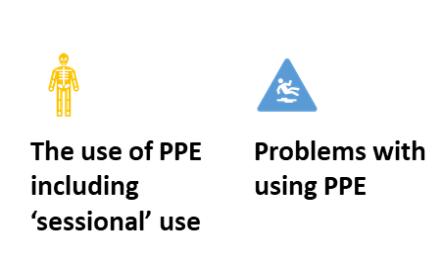 The use of PPE
including
‘sessional’ use
Problems with
using PPE